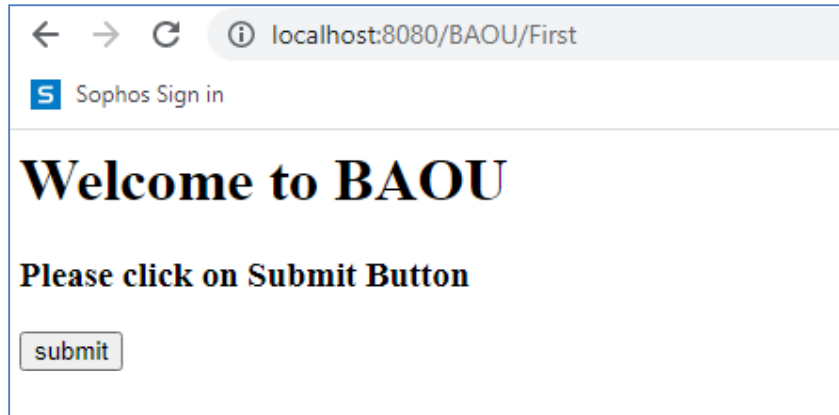 localhost:8080/BAOU/First
S Sophos Sign in
Welcome to BAOU
Please click on Submit Button
submit